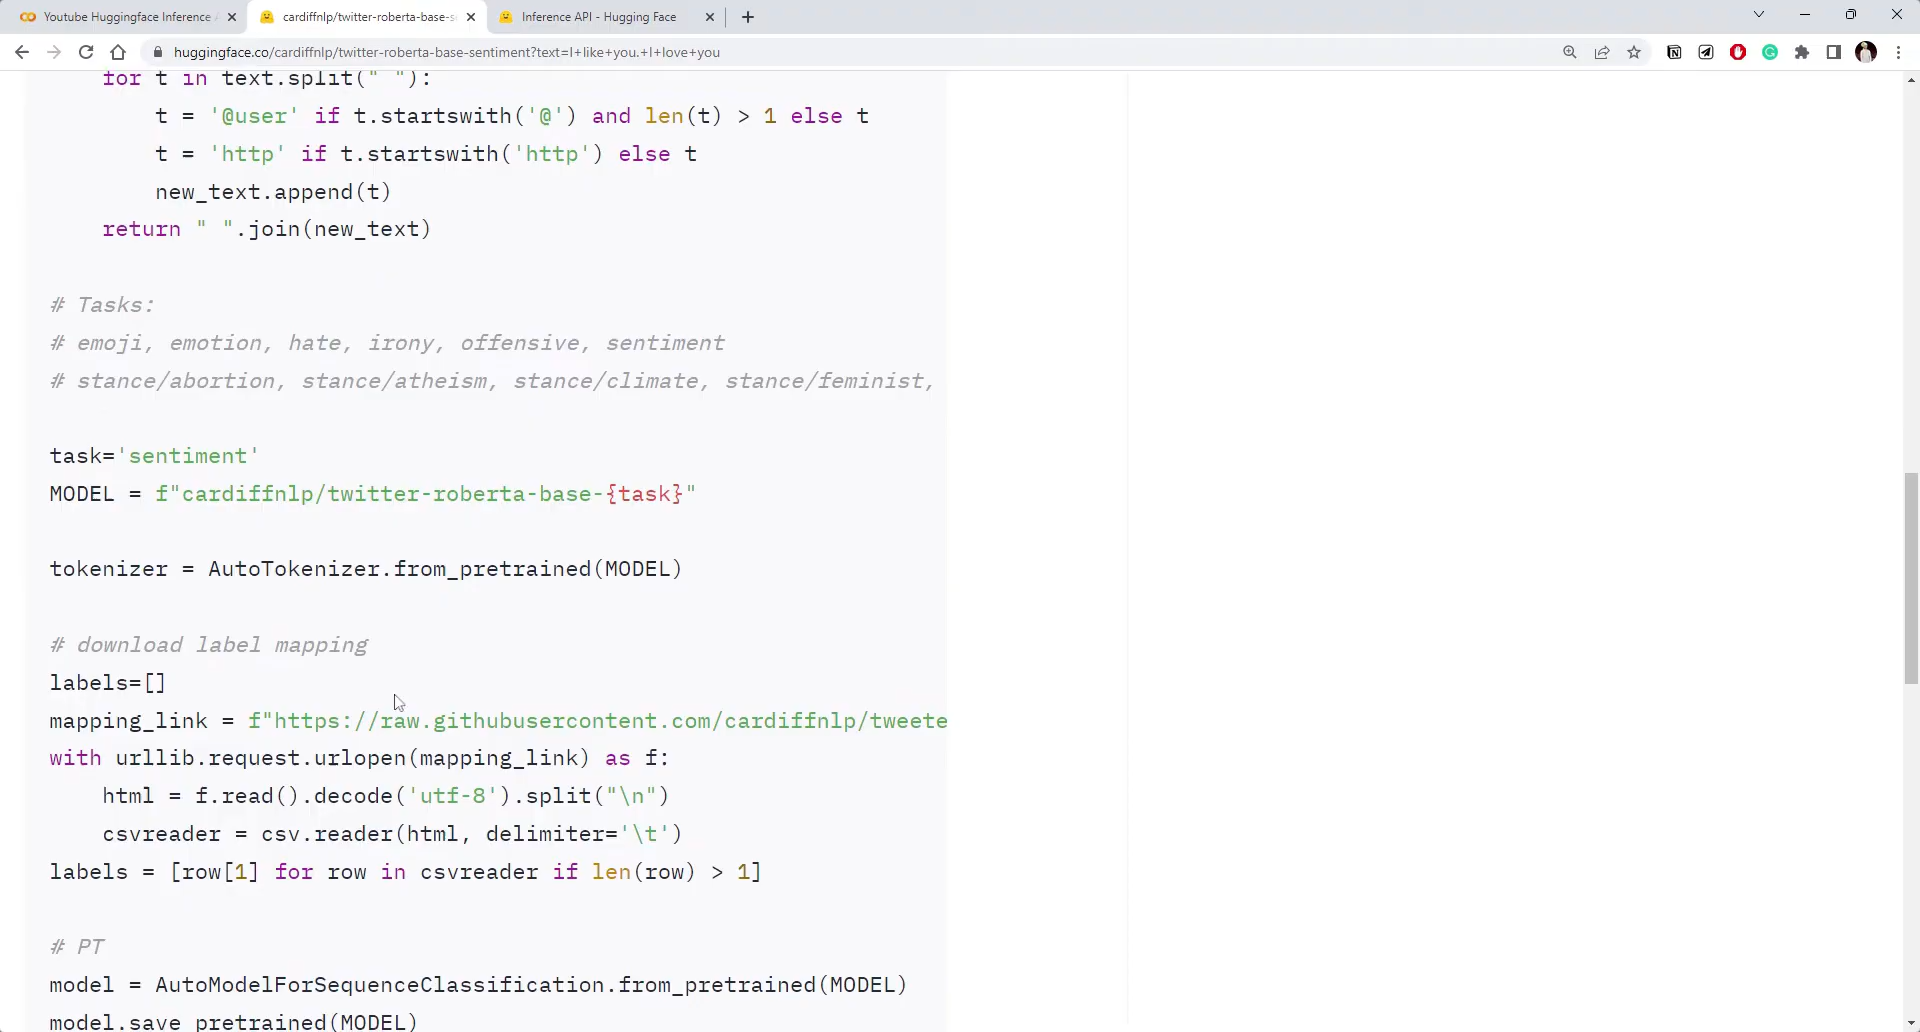 Youtube Huggingface Inference
cardiffnlp/twitter-roberta-base-s
Inference API - Hugging Face
huggingface.co/cardiffnlp/twitter-roberta-base-sentiment?text=I+like+you.+I+love+you
for t in text.split(" "):
t = '@user' if t.startswith('@') and len(t) > 1 else t
t = 'http' if t.startswith('http') else t
new_text.append(t)
return " ".join(new_text)
# Tasks:
# emoji, emotion, hate, irony, offensive, sentiment
# stance/abortion, stance/atheism, stance/climate, stance/feminist,
task='sentiment'
MODEL = f"cardiffnlp/twitter-roberta-base-{task}"
tokenizer = AutoTokenizer.from_pretrained(MODEL)
# download label mapping
labels=[]
mapping_link = f"https://raw.githubusercontent.com/cardiffnlp/tweete
with urllib.request.urlopen(mapping_link) as f:
html = f.read().decode('utf-8').split("\n")
csvreader = csv.reader(html, delimiter='\t')
labels = [row[1] for row in csvreader if len(row) > 1]
# PT
model = AutoModelForSequenceClassification.from_pretrained(MODEL)
model.save_pretrained(MODEL)